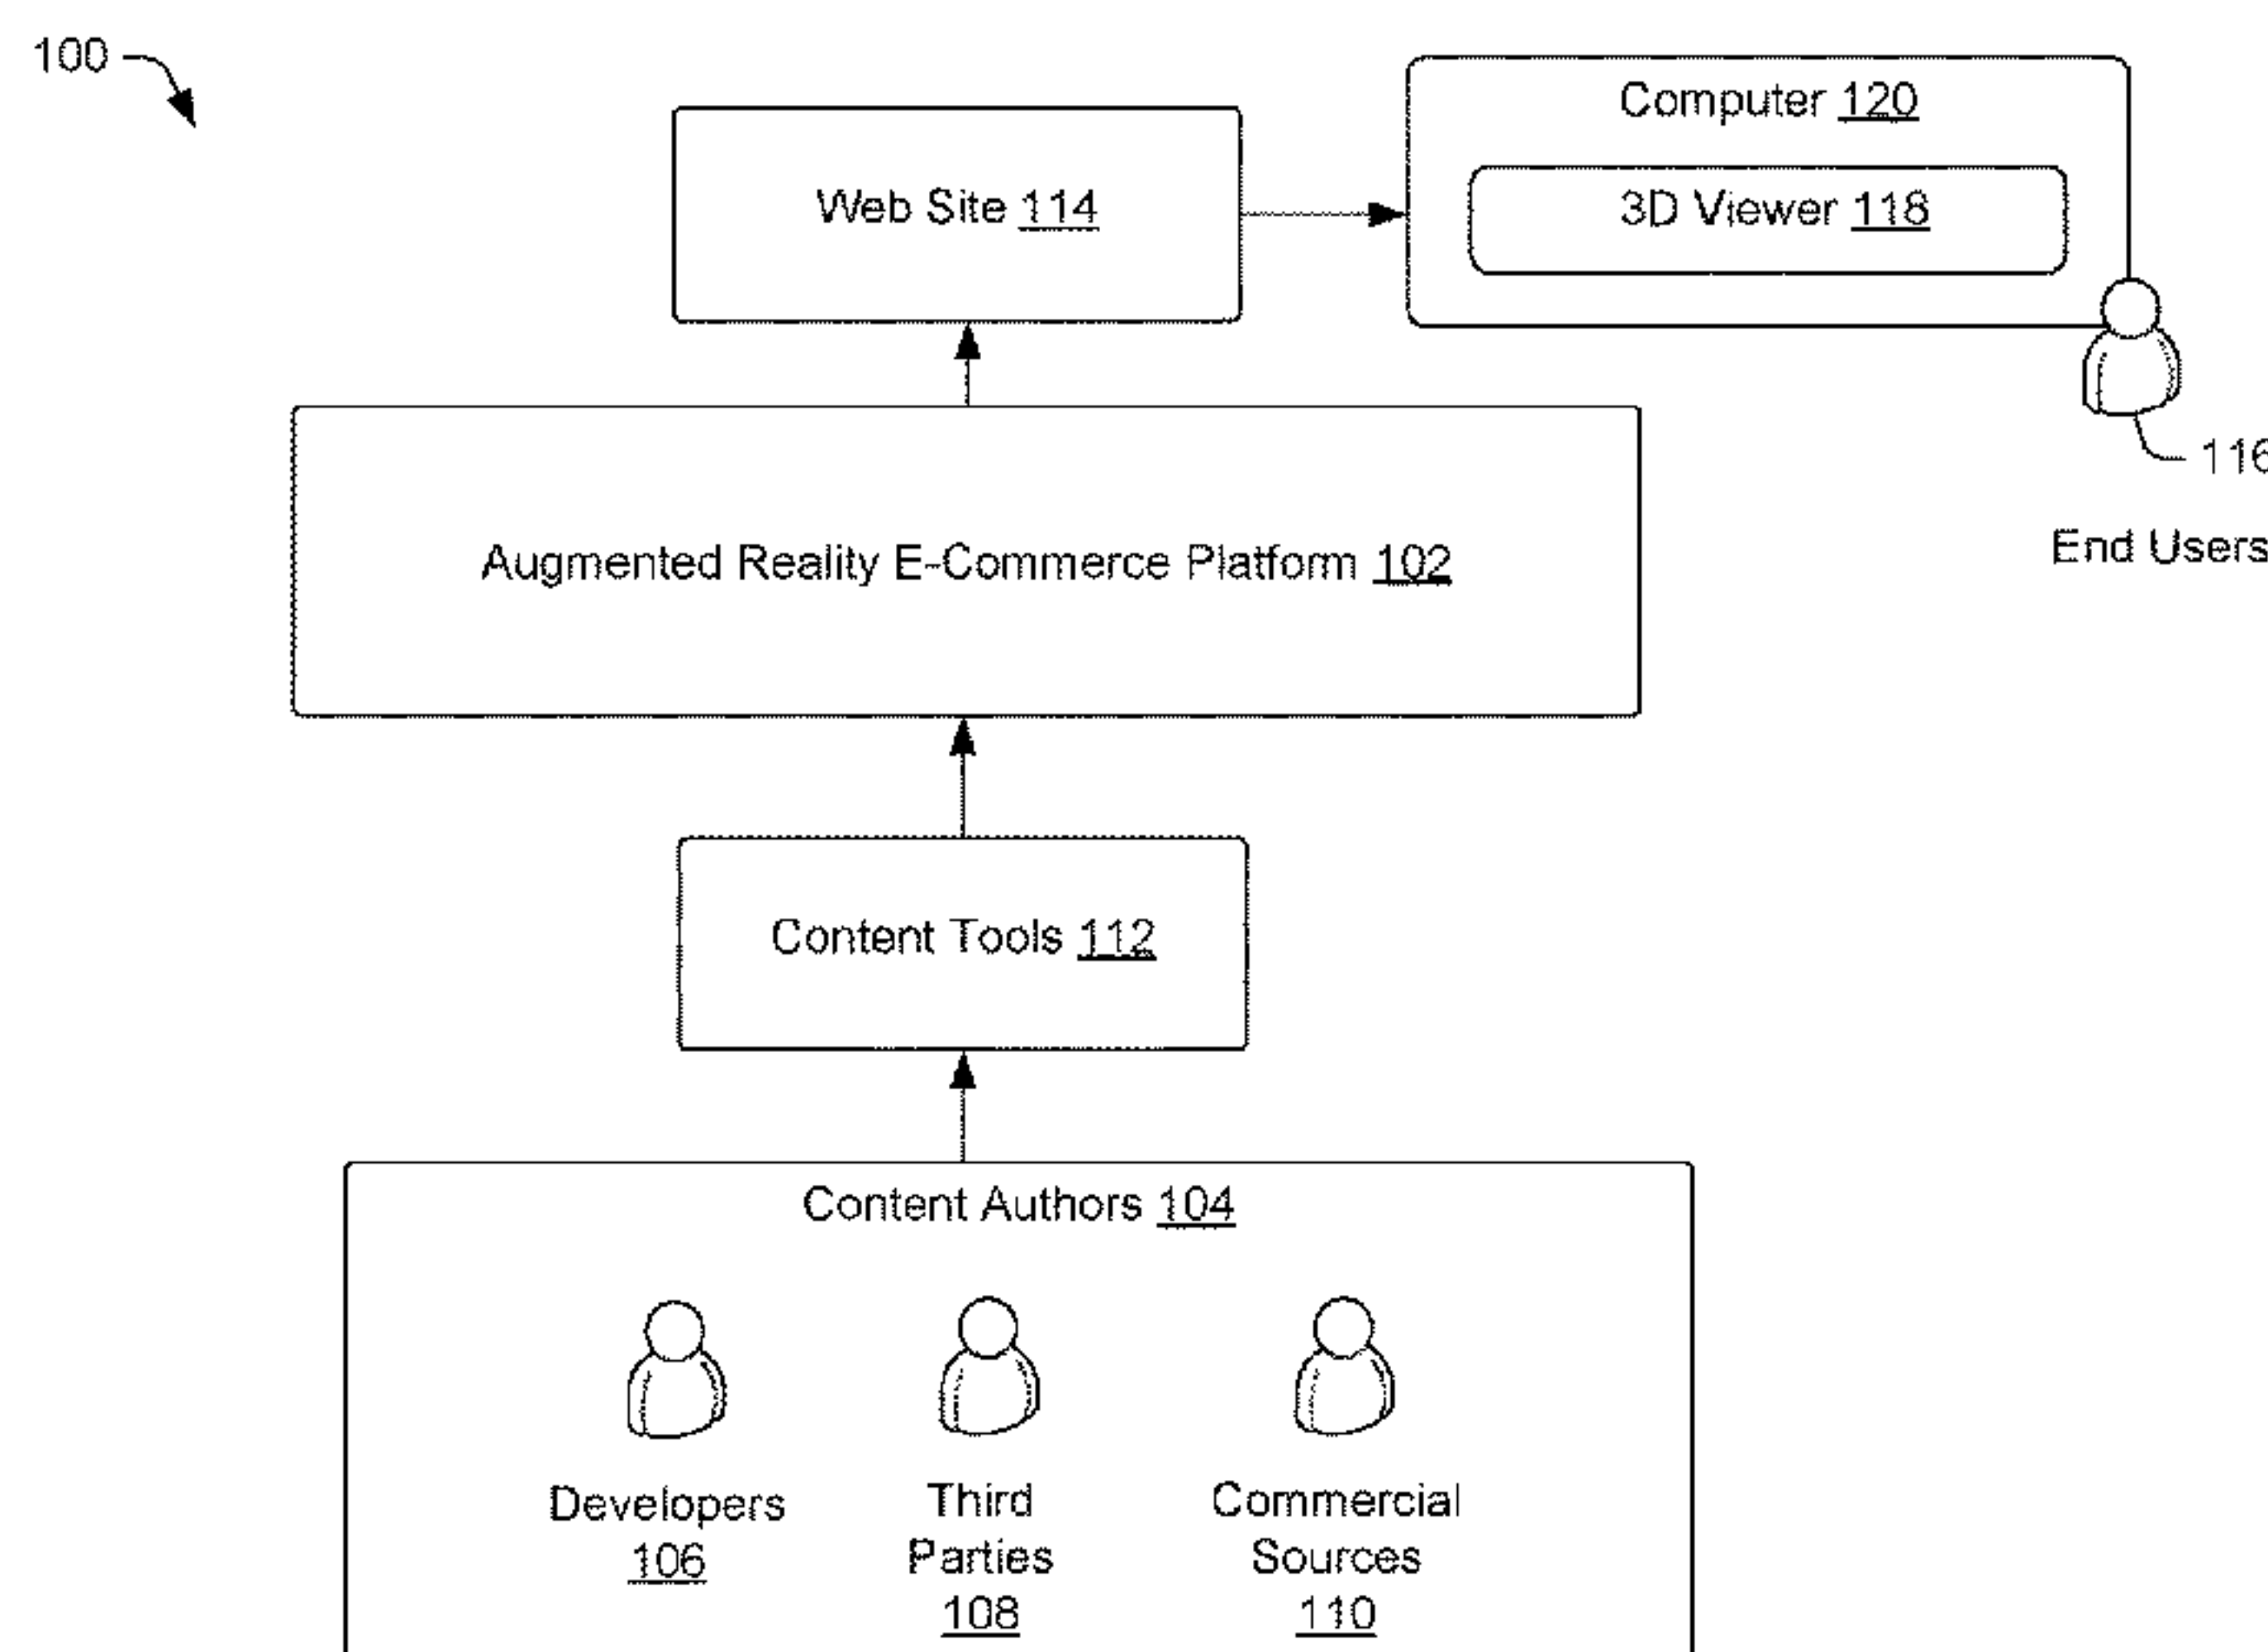 100
Computer 120
Web Site 114
3D Viewer 118
116
End Users
Augmented Reality E-Commerce Platform 102
Content Tools 112
Content Authors 104
Developers
106
Third
Parties
108
Commercial
Sources
110